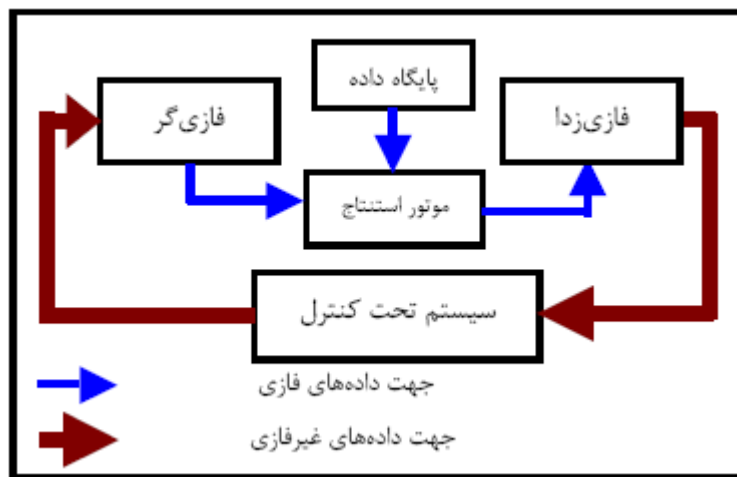 پایگاه داده
فازی‌گر
فازی‌زدا
موتور استنتاج
سیستم تحت کنترل
جهت داده‌های فازی
جهت داده‌های غیرفازی